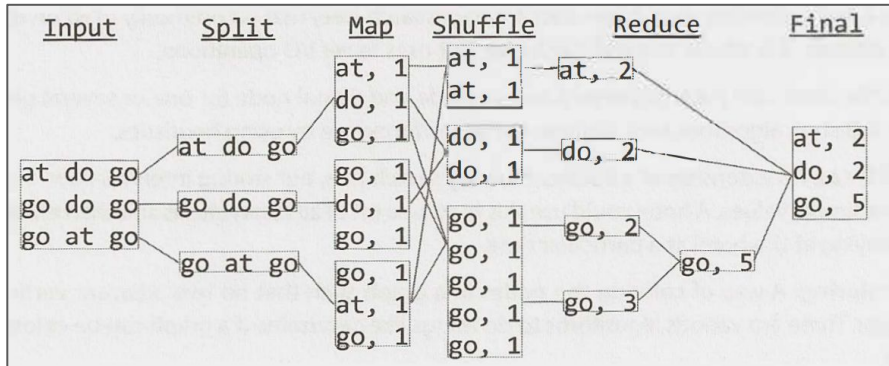 Input
Split
Map
Shuffle
Reduce
Final
at do go
go do go
go at go
at do go
go do go
go at go
at, 1
do, 1
go, 1
go, 1
do, 1
go, 1
go, 1
at, 1
go, 1
at, 1
at, 1
do, 1
do, 1
go, 1
go, 1
go, 1
go, 1
go, 1
at, 2
do, 2
go, 2
go, 3
go, 5
at, 2
do, 2
go, 5